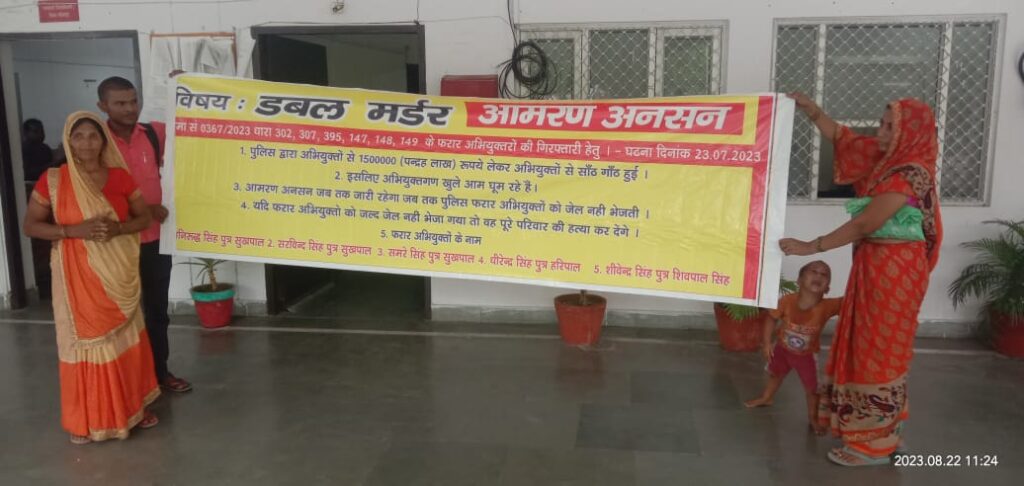 विषय : डबल मर्डर आमरण अनसन
मा सं 0367/2023 धारा 302, 307, 395, 147, 148, 149 के फरार अभियुक्तरों की गिरफ्तारी हेतु । - घटना दिनांक 23.07.2023
1. पुलिस द्वारा अभियुक्तों से 1500000 (पन्द्रह लाख) रूपये लेकर अभियुक्तों से साँठ गाँठ हुई ।
2. इसलिए अभियुक्तगण खुले आम घूम रहे है ।
3. आमरण अनसन जब तक जारी रहेगा जब तक पुलिस फरार अभियुक्तों को जेल नही भेजती ।
4. यदि फरार अभियुक्तो को जल्द जेल नही भेजा गया तो वह पूरे परिवार की हत्या कर देगे ।
5. फरार अभियुक्तो के नाम
निरुद्ध सिंह पुत्र सुखपाल 2. सरविन्द सिंह पुत्र सुखपाल 3. समरे सिंह पुत्र सुखपाल 4. वीरेन्द्र सिंह पुत्र हरिपाल 5. शीवेन्द्र सिंह पुत्र शिवपाल सिंह
2023.08.22 11:24